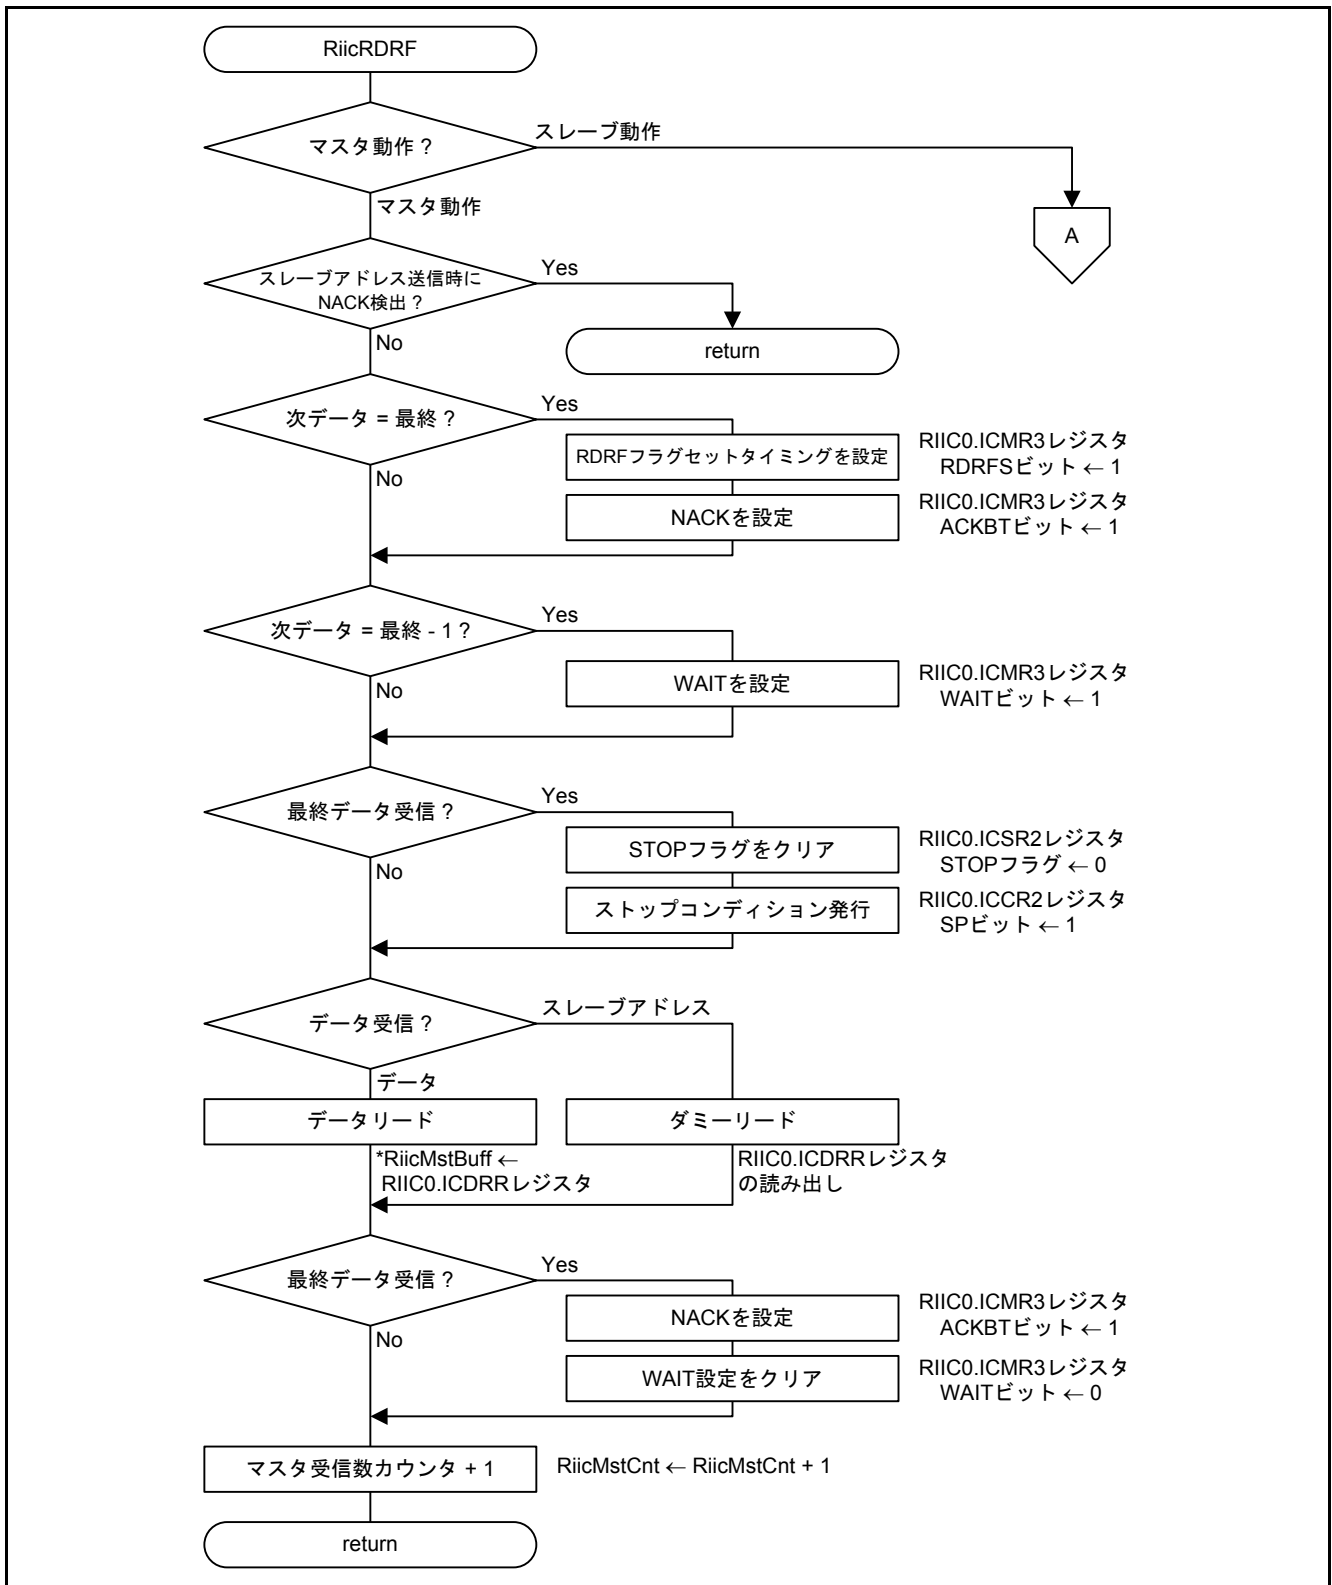 RiicRDRF
マスタ動作 ?
スレーブ動作
マスタ動作
A
スレーブアドレス送信時に
NACK検出 ?
Yes
No
return
次データ = 最終 ?
Yes
No
RDRFフラグセットタイミングを設定
RIIC0.ICMR3レジスタ
RDRFSビット ← 1
NACKを設定
RIIC0.ICMR3レジスタ
ACKBTビット ← 1
次データ = 最終 - 1 ?
Yes
No
WAITを設定
RIIC0.ICMR3レジスタ
WAITビット ← 1
最終データ受信 ?
Yes
No
STOPフラグをクリア
RIIC0.ICSR2レジスタ
STOPフラグ ← 0
ストップコンディション発行
RIIC0.ICCR2レジスタ
SPビット ← 1
データ受信 ?
スレーブアドレス
データ
データリード
ダミーリード
*RiicMstBuff ←
RIIC0.ICDRRレジスタ
RIIC0.ICDRRレジスタ
の読み出し
最終データ受信 ?
Yes
No
NACKを設定
RIIC0.ICMR3レジスタ
ACKBTビット ← 1
WAIT設定をクリア
RIIC0.ICMR3レジスタ
WAITビット ← 0
マスタ受信数カウンタ + 1
RiicMstCnt ← RiicMstCnt + 1
return